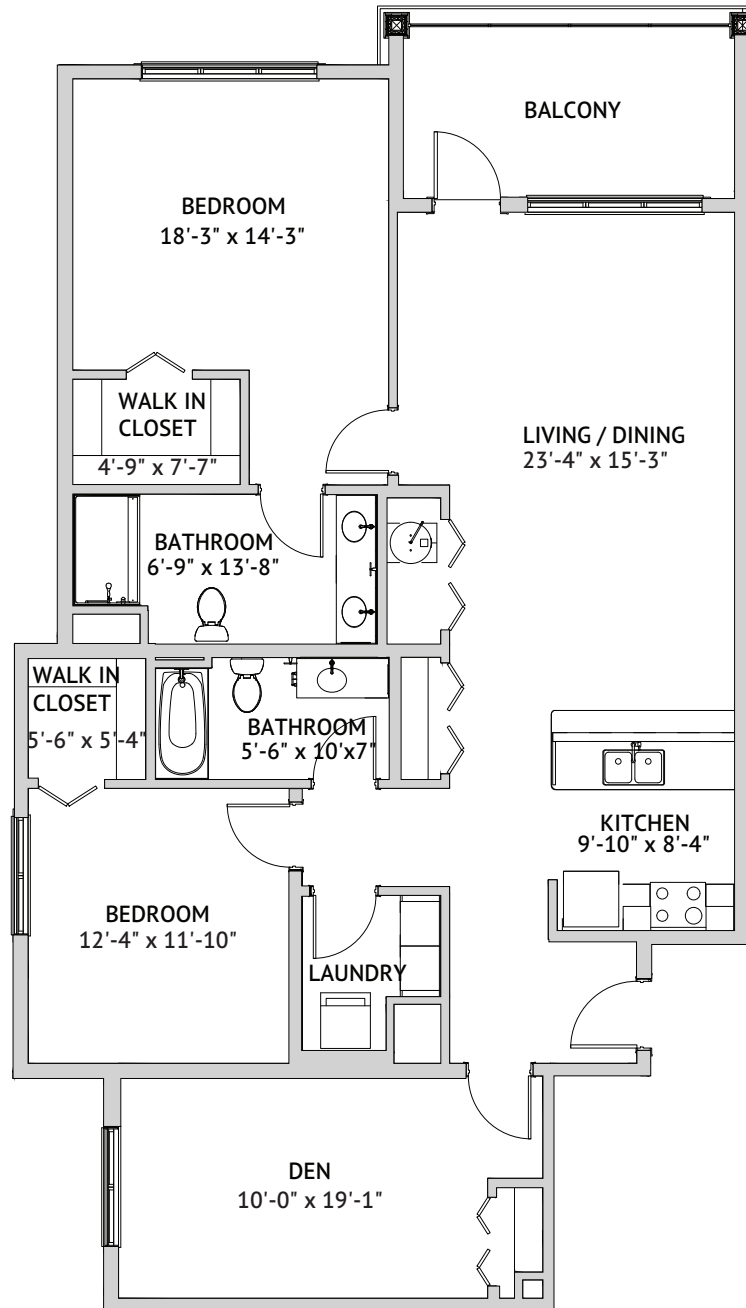 BALCONY
BEDROOM
18'-3" x 14'-3"
WALK IN
CLOSET
4'-9" x 7'-7"
LIVING / DINING
23'-4" x 15'-3"
BATHROOM
6'-9" x 13'-8"
WALK IN
CLOSET
5'-6" x 5'-4"
BATHROOM
5'-6" x 10'x7"
KITCHEN
9'-10" x 8'-4"
BEDROOM
12'-4" x 11'-10"
LAUNDRY
DEN
10'-0" x 19'-1"